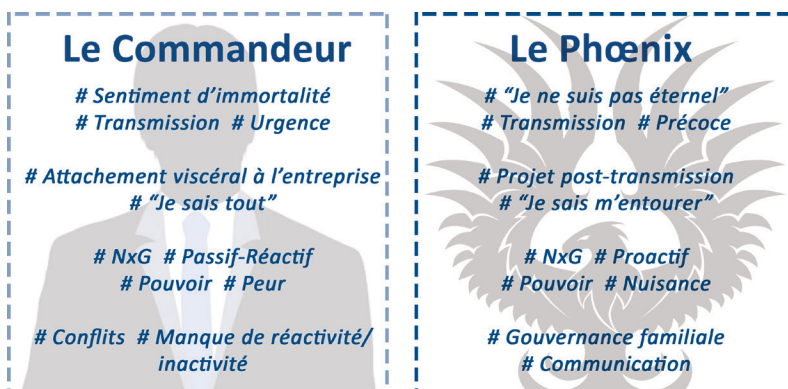 Le Commandeur
# Sentiment d’immortalité
# Transmission # Urgence
# Attachement viscéral à l’entreprise
# “Je sais tout”
# NxG # Passif-Réactif
# Pouvoir # Peur
# Conflits # Manque de réactivité/
inactivité
Le Phœnix
# “Je ne suis pas éternel”
# Transmission # Précoce
# Projet post-transmission
# “Je sais m’entourer”
# NxG # Proactif
# Pouvoir # Nuisance
# Gouvernance familiale
# Communication